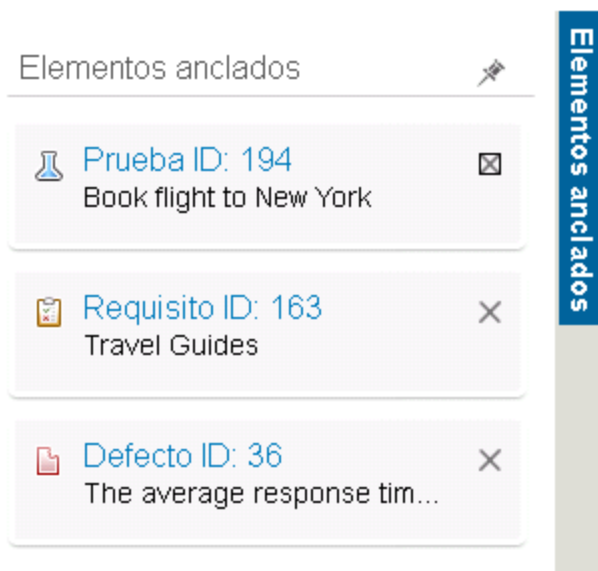 Elementos anclados
Prueba ID: 194
Book flight to New York
Requisito ID: 163
Travel Guides
Defecto ID: 36
The average response tim...
Elementos anclados